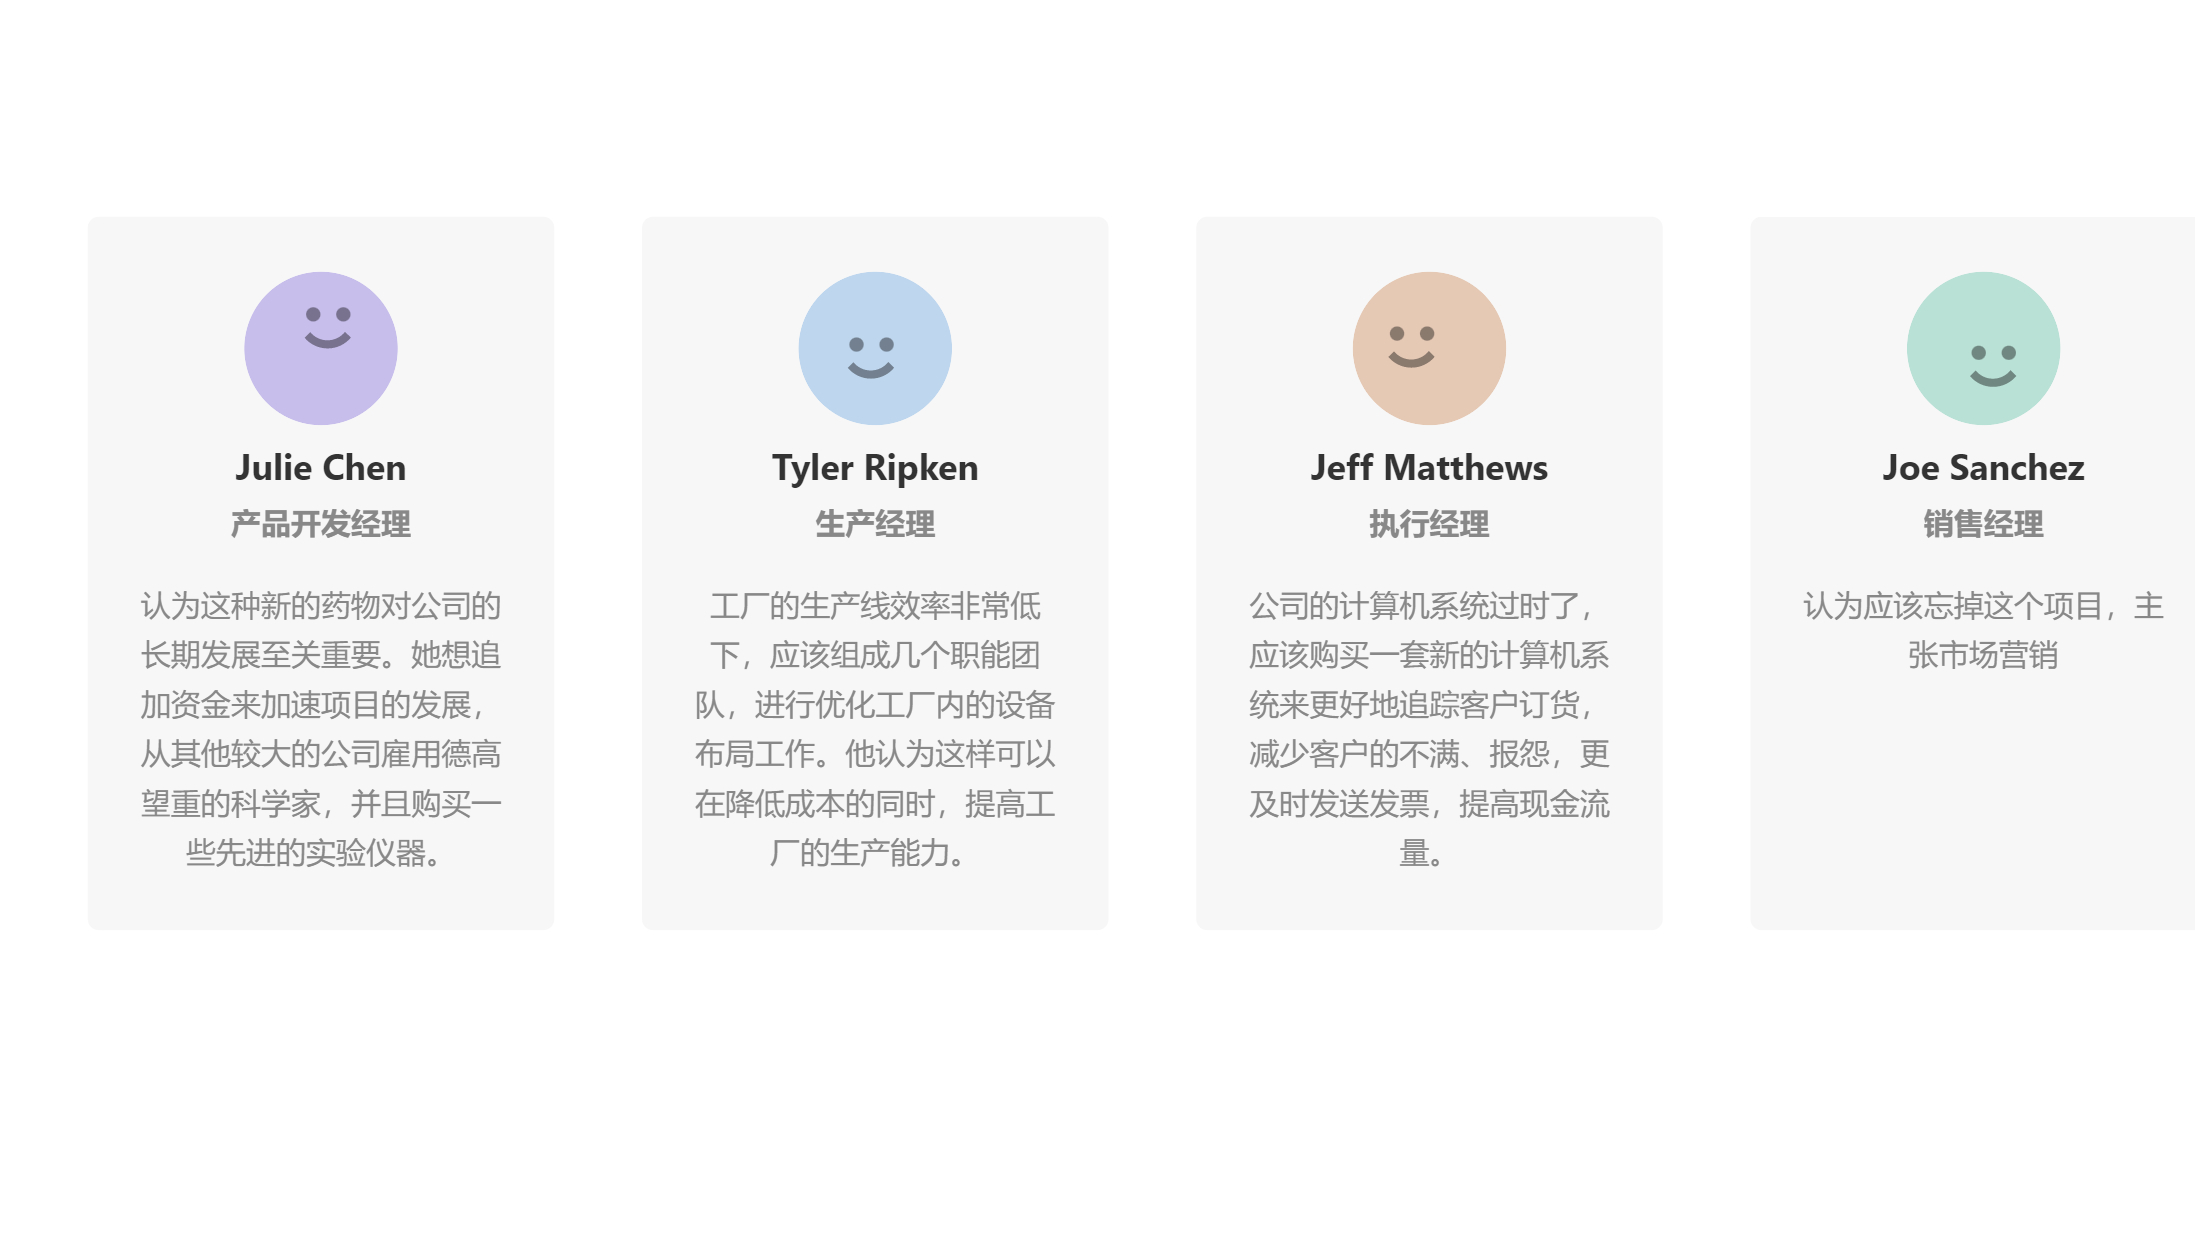 Julie Chen
产品开发经理
认为这种新的药物对公司的
长期发展至关重要。她想追
加资金来加速项目的发展，
从其他较大的公司雇用德高
望重的科学家，并且购买一
些先进的实验仪器。
Tyler Ripken
生产经理
工厂的生产线效率非常低
下，应该组成几个职能团
队，进行优化工厂内的设备
布局工作。他认为这样可以
在降低成本的同时，提高工
厂的生产能力。
Jeff Matthews
执行经理
公司的计算机系统过时了，
应该购买一套新的计算机系
统来更好地追踪客户订货，
减少客户的不满、报怨，更
及时发送发票，提高现金流
量。
Joe Sanchez
销售经理
认为应该忘掉这个项目，主
张市场营销